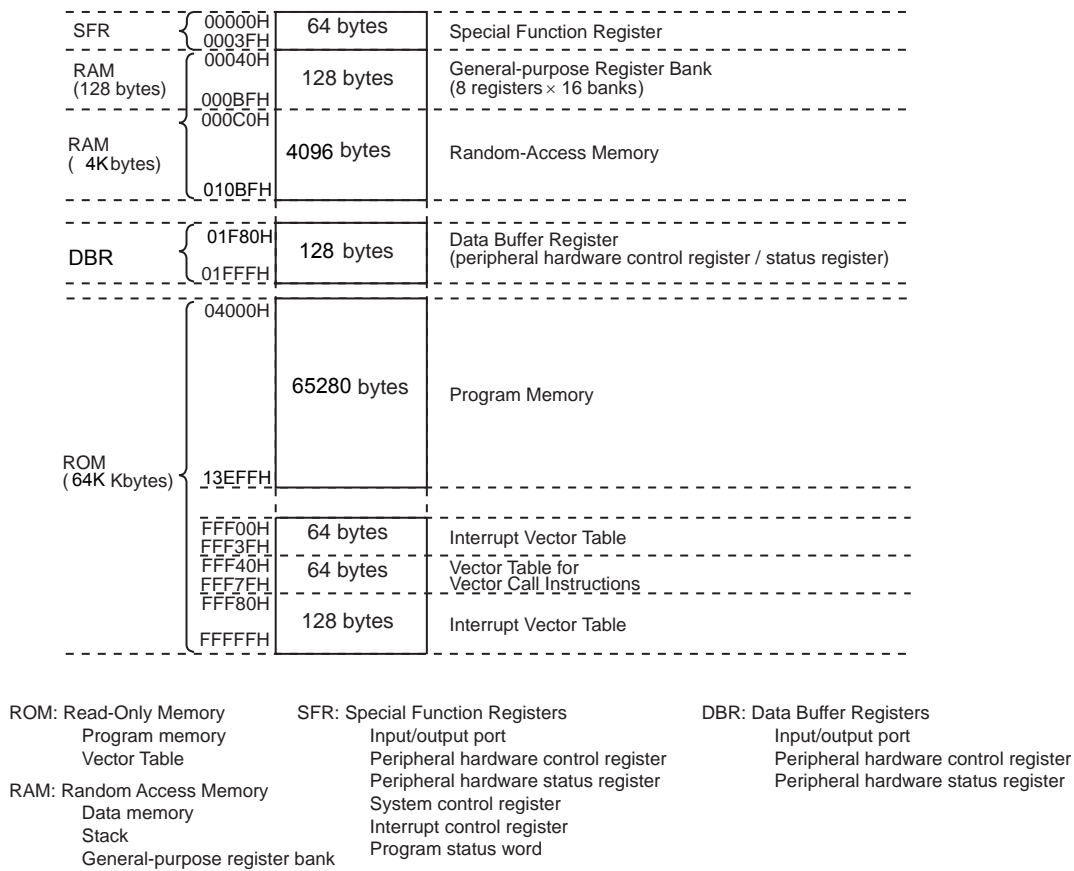 SFR
00000H
0003FH
64 bytes
Special Function Register
RAM
(128 bytes)
00040H
000BFH
128 bytes
General-purpose Register Bank
(8 registers × 16 banks)
RAM
( 4Kbytes)
000C0H
010BFH
4096 bytes
Random-Access Memory
DBR
01F80H
01FFFH
128 bytes
Data Buffer Register
(peripheral hardware control register / status register)
ROM
( 64K Kbytes)
04000H
13EFFH
65280 bytes
Program Memory
FFF00H
FFF3FH
64 bytes
Interrupt Vector Table
FFF40H
FFF7FH
64 bytes
Vector Table for
Vector Call Instructions
FFF80H
FFFFFH
128 bytes
Interrupt Vector Table
ROM: Read-Only Memory
Program memory
Vector Table
RAM: Random Access Memory
Data memory
Stack
General-purpose register bank
SFR: Special Function Registers
Input/output port
Peripheral hardware control register
Peripheral hardware status register
System control register
Interrupt control register
Program status word
DBR: Data Buffer Registers
Input/output port
Peripheral hardware control register
Peripheral hardware status register